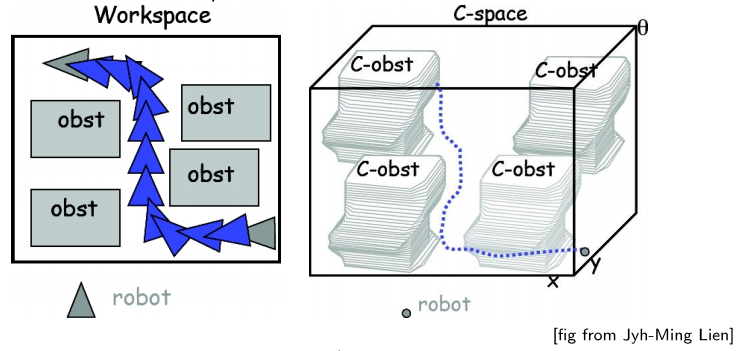 Workspace
obst
obst
obst
obst
robot
C-space
θ
C-obst
C-obst
C-obst
C-obst
x
y
robot
[fig from Jyh-Ming Lien]